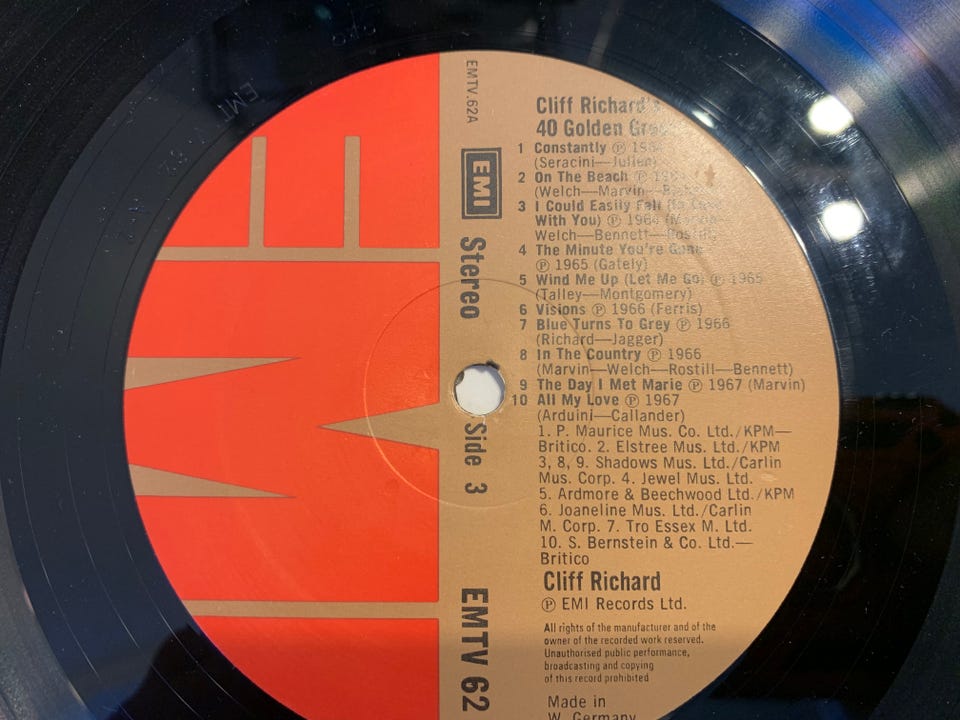 EMTV.62A
EMI
Stereo
Side 3
EMTV 62
Cliff Richard's
40 Golden
1 Constantly ℗
(Seracini—Julien)
2 On The Beach ℗
(Welch—Marvin—
3 I Could Easily Fall (In Love
With You) ℗ 1964
Welch—Bennett—Rostill)
4 The Minute You're Gone
℗ 1965 (Gately)
5 Wind Me Up (Let Me Go) ℗ 1965
(Talley—Montgomery)
6 Visions ℗ 1966 (Ferris)
7 Blue Turns To Grey ℗ 1966
(Richard—Jagger)
8 In The Country ℗ 1966
(Marvin—Welch—Rostill—Bennett)
9 The Day I Met Marie ℗ 1967 (Marvin)
10 All My Love ℗ 1967
(Arduini—Callander)
1. P. Maurice Mus. Co. Ltd./KPM—
Britico. 2. Elstree Mus. Ltd./KPM
3, 8, 9. Shadows Mus. Ltd./Carlin
Mus. Corp. 4. Jewel Mus. Ltd.
5. Ardmore & Beechwood Ltd./KPM
6. Joaneline Mus. Ltd./Carlin
M. Corp. 7. Tro Essex M. Ltd.
10. S. Bernstein & Co. Ltd.—
Britico
Cliff Richard
℗ EMI Records Ltd.
All rights of the manufacturer and of the
owner of the recorded work reserved.
Unauthorised public performance,
broadcasting and copying
of this record prohibited
Made in
W. Germany
EMI